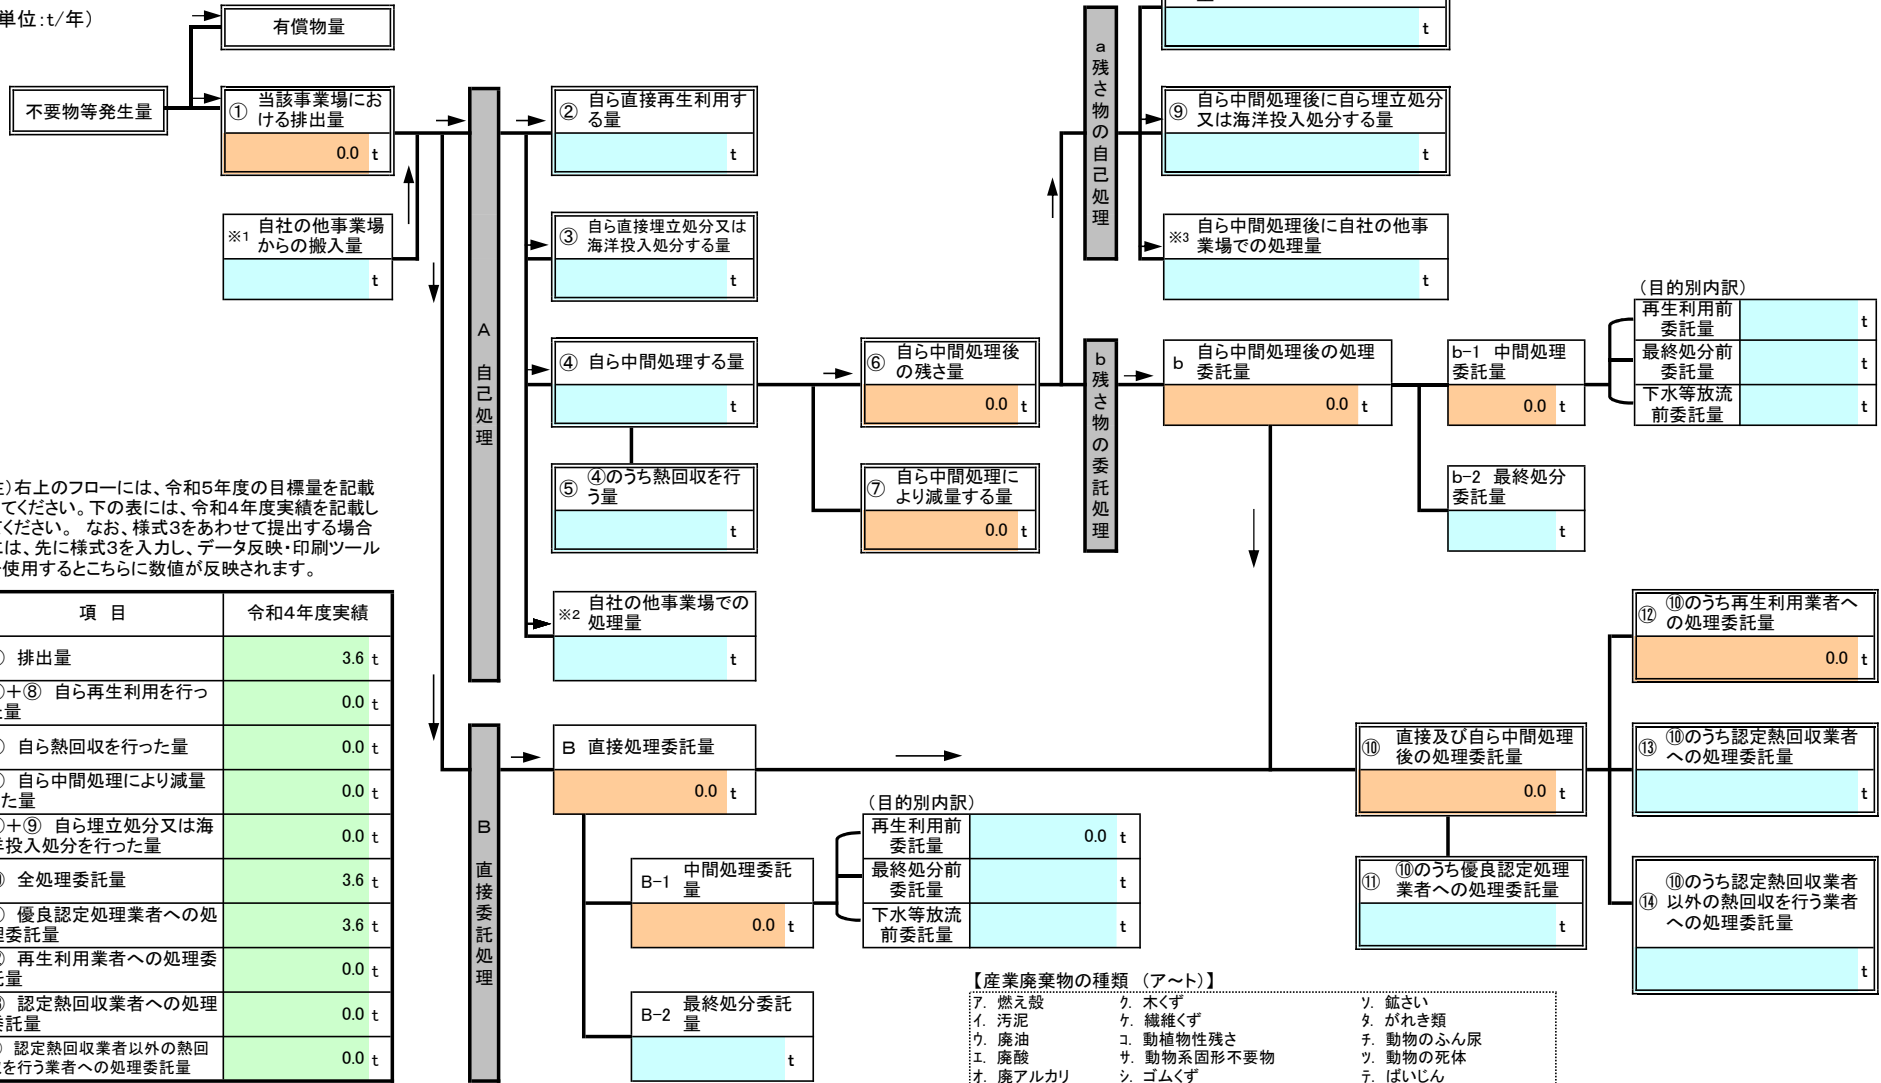 単位:t/年)
有償物量
不要物等発生量
① 当該事業場にお
ける排出量
0.0 t
※1 自社の他事業場
からの搬入量
t
A 自己処理
② 自ら直接再生利用す
る量
t
③ 自ら直接埋立処分又は
海洋投入処分する量
t
④ 自ら中間処理する量
t
⑤ ④のうち熱回収を行
う量
t
※2 自社の他事業場での
処理量
t
⑥ 自ら中間処理後
の残さ量
0.0 t
⑦ 自ら中間処理に
より減量する量
0.0 t
a 残さ物の自己処理
t
⑨ 自ら中間処理後に自ら埋立処分
又は海洋投入処分する量
t
※3 自ら中間処理後に自社の他事
業場での処理量
t
b 残さ物の委託処理
b 自ら中間処理後の処理
委託量
0.0 t
b-1 中間処理
委託量
0.0 t
b-2 最終処分
委託量
t
(目的別内訳)
再生利用前
委託量
t
最終処分前
委託量
t
下水等放流
前委託量
t
)右上のフローには、令和5年度の目標量を記載
てください。下の表には、令和4年度実績を記載し
ください。 なお、様式3をあわせて提出する場合
は、先に様式3を入力し、データ反映・印刷ツール
使用するとこちらに数値が反映されます。
項 目 令和4年度実績
) 排出量 3.6 t
)+⑧ 自ら再生利用を行っ
量 0.0 t
) 自ら熱回収を行った量 0.0 t
) 自ら中間処理により減量
た量 0.0 t
)+⑨ 自ら埋立処分又は海
投入処分を行った量 0.0 t
) 全処理委託量 3.6 t
) 優良認定処理業者への処
委託量 3.6 t
) 再生利用業者への処理委
量 0.0 t
) 認定熱回収業者への処理
託量 0.0 t
) 認定熱回収業者以外の熱回
を行う業者への処理委託量 0.0 t
B 直接委託処理
B 直接処理委託量
0.0 t
B-1 中間処理委託
量
0.0 t
B-2 最終処分委託
量
t
(目的別内訳)
再生利用前
委託量
0.0 t
最終処分前
委託量
t
下水等放流
前委託量
t
⑩ 直接及び自ら中間処理
後の処理委託量
0.0 t
⑪ ⑩のうち優良認定処理
業者への処理委託量
t
⑫ ⑩のうち再生利用業者へ
の処理委託量
0.0 t
⑬ ⑩のうち認定熱回収業者
への処理委託量
t
⑭ ⑩のうち認定熱回収業者
以外の熱回収を行う業者
への処理委託量
t
【産業廃棄物の種類 (ア~ト)】
ア. 燃え殻 ク. 木くず ソ. 鉱さい
イ. 汚泥 ケ. 繊維くず タ. がれき類
ウ. 廃油 コ. 動植物性残さ チ. 動物のふん尿
エ. 廃酸 サ. 動物系固形不要物 ツ. 動物の死体
オ. 廃アルカリ シ. ゴムくず テ. ばいじん